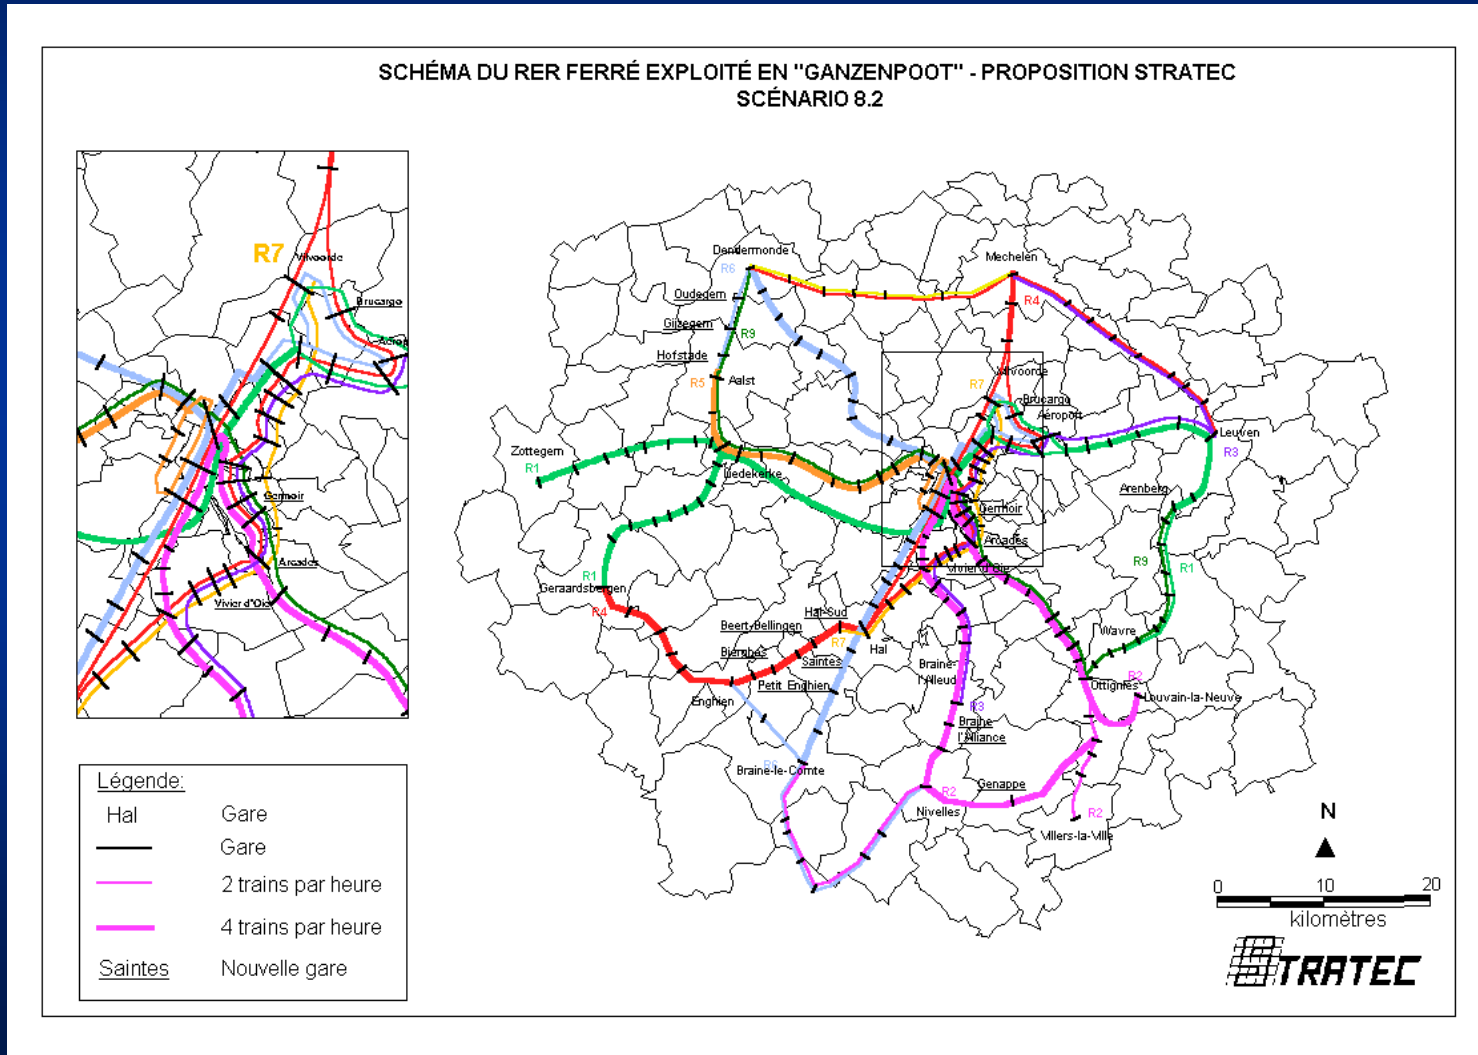 SCHÉMA DU RER FERRÉ EXPLOITÉ EN "GANZENPOOT" - PROPOSITION STRATEC
SCÉNARIO 8.2
R7
Vilvoorde
Brucargo
Germoir
Arcades
Vivier d'Oie
Dendermonde
R6
Oudegem
Gijzegem
R9
Hofstade
R5
Aalst
Mechelen
R4
R7
Vilvoorde
Brucargo
Aéroport
Zottegem
R1
Liedekerke
Leuven
R3
Arenberg
Germoir
Arcades
Vivier d'Oie
R9
R1
R1
Geraardsbergen
R4
Hal-Sud
Beert-Bellingen
R7
Hal
Bierghes
Saintes
Petit Enghien
Enghien
Wavre
Braine-
l'Alleud
R2
Ottignies
Louvain-la-Neuve
R3
Braine
l'Alliance
R6
Braine-le-Comte
Genappe
R2
Nivelles
R2
Villers-la-Ville
Légende:
Hal Gare
Gare
2 trains par heure
4 trains par heure
Saintes Nouvelle gare
N
0 10 20
kilomètres
STRATEC